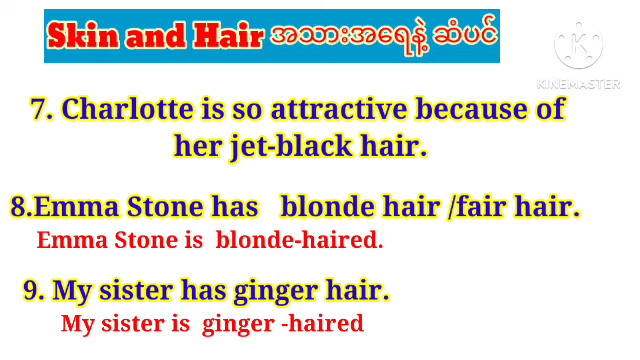 Skin and Hair အသားအရေနဲ့ ဆံပင်
KINEMASTER
7. Charlotte is so attractive because of
her jet-black hair.
8.Emma Stone has blonde hair /fair hair.
Emma Stone is blonde-haired.
9. My sister has ginger hair.
My sister is ginger -haired